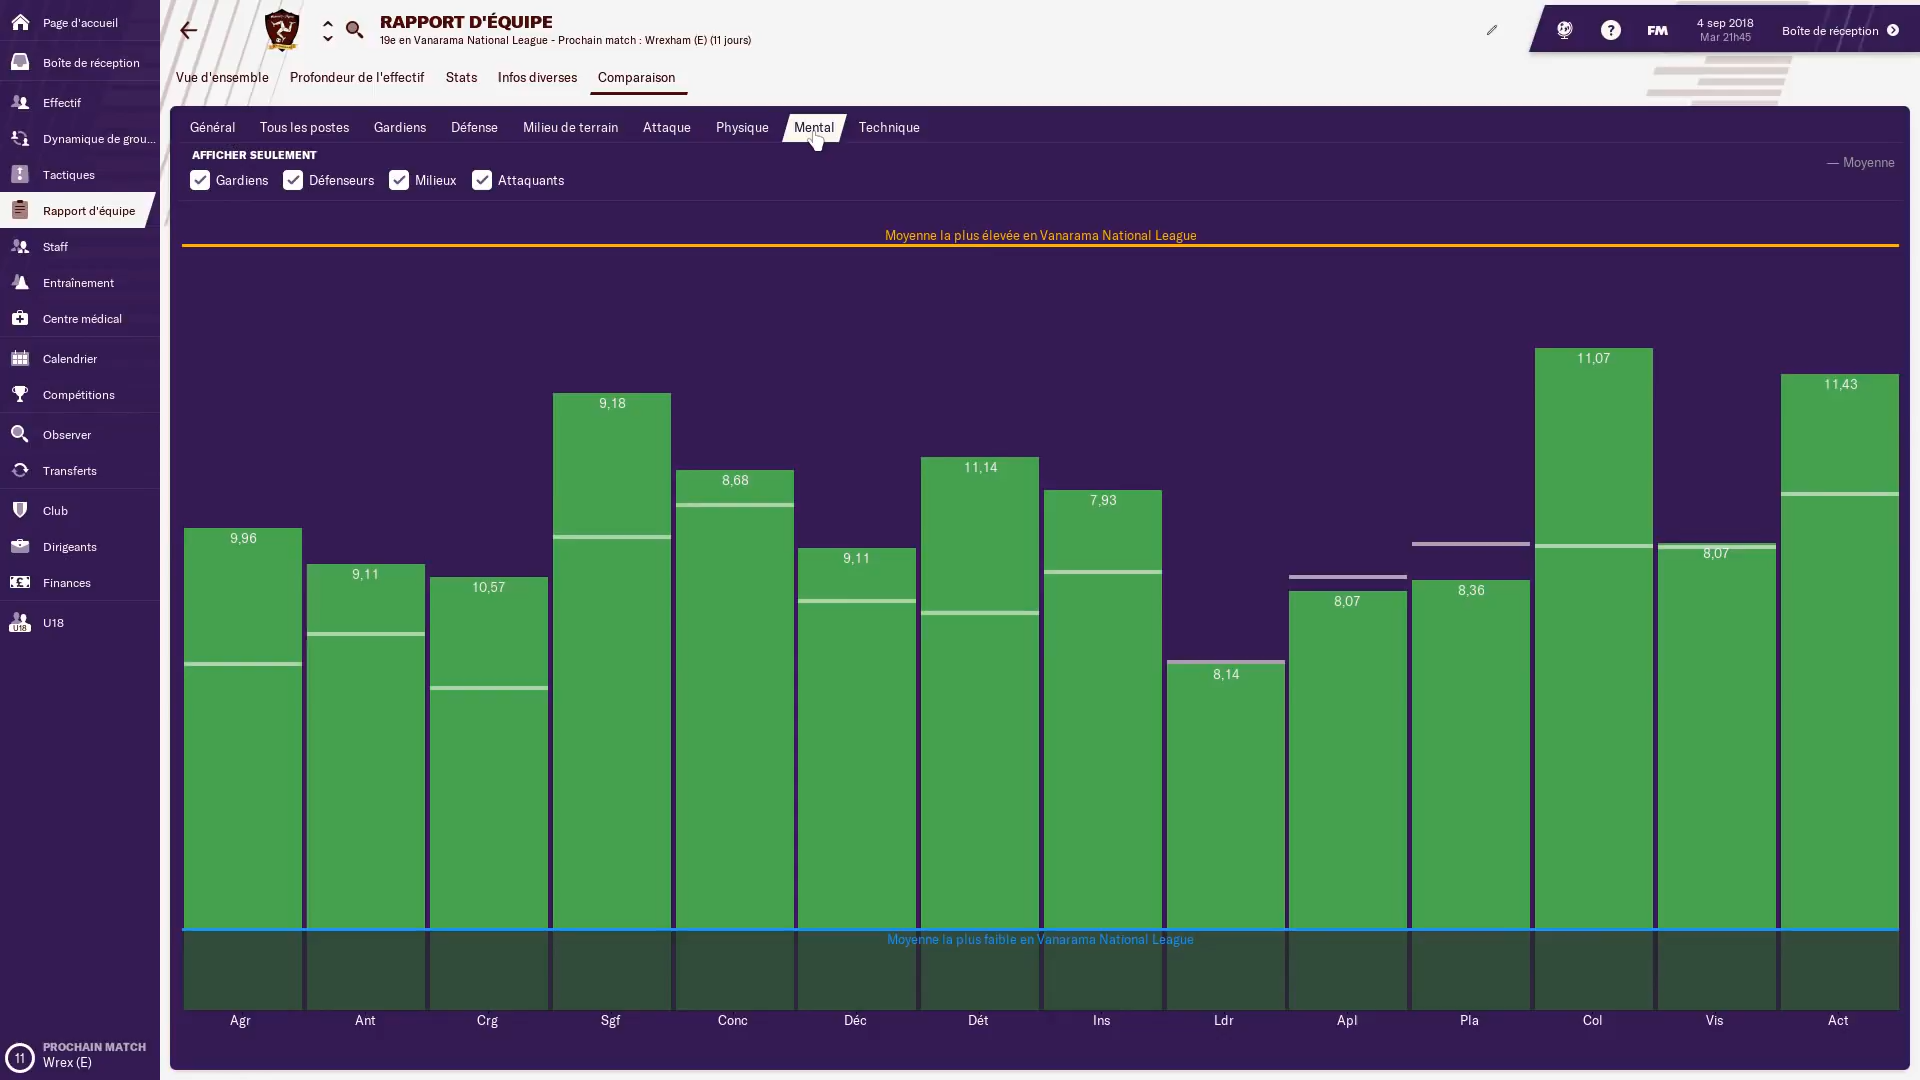 Page d'accueil
Boîte de réception
Effectif
Dynamique de grou...
Tactiques
Rapport d'équipe
Staff
Entraînement
Centre médical
Calendrier
Compétitions
Observer
Transferts
Club
Dirigeants
Finances
U18
U18
11
PROCHAIN MATCH
Wrex (E)
RAPPORT D'ÉQUIPE
19e en Vanarama National League - Prochain match : Wrexham (E) (11 jours)
?
FM
4 sep 2018
Mar 21h45
Boîte de réception
Vue d'ensemble
Profondeur de l'effectif
Stats
Infos diverses
Comparaison
Général
Tous les postes
Gardiens
Défense
Milieu de terrain
Attaque
Physique
Mental
Technique
AFFICHER SEULEMENT
Gardiens
Défenseurs
Milieux
Attaquants
— Moyenne
Moyenne la plus élevée en Vanarama National League
9,96
9,11
10,57
9,18
8,68
9,11
11,14
7,93
8,14
8,07
8,36
11,07
8,07
11,43
Moyenne la plus faible en Vanarama National League
Agr
Ant
Crg
Sgf
Conc
Déc
Dét
Ins
Ldr
Apl
Pla
Col
Vis
Act